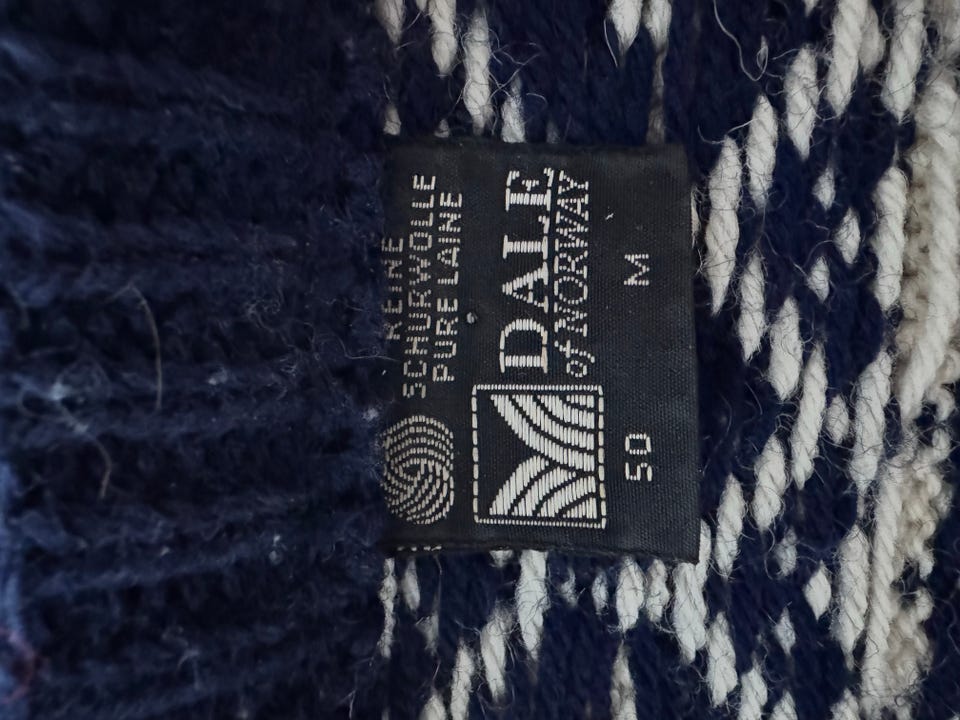 REINE
SCHURWOLLE
PURE LAINE
DALE
of NORWAY
50 M